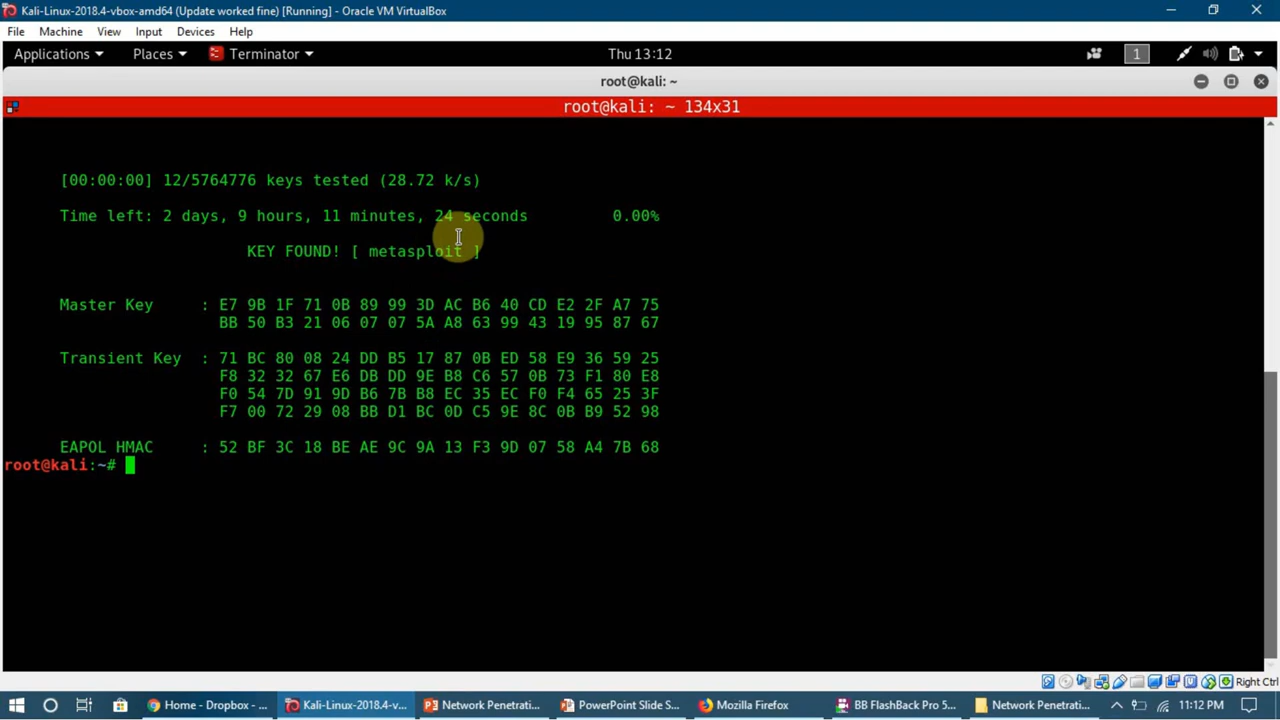 Kali-Linux-2018.4-vbox-amd64 (Update worked fine) [Running] - Oracle VM VirtualBox
File Machine View Input Devices Help
Applications Places Terminator Thu 13:12 1
root@kali: ~
root@kali: ~ 134x31
[00:00:00] 12/5764776 keys tested (28.72 k/s)
Time left: 2 days, 9 hours, 11 minutes, 24 seconds 0.00%
KEY FOUND! [ metasploit ]
Master Key : E7 9B 1F 71 0B 89 99 3D AC B6 40 CD E2 2F A7 75
BB 50 B3 21 06 07 07 5A A8 63 99 43 19 95 87 67
Transient Key : 71 BC 80 08 24 DD B5 17 87 0B ED 58 E9 36 59 25
F8 32 32 67 E6 DB DD 9E B8 C6 57 0B 73 F1 80 E8
F0 54 7D 91 9D B6 7B B8 EC 35 EC F0 F4 65 25 3F
F7 00 72 29 08 BB D1 BC 0D C5 9E 8C 0B B9 52 98
EAPOL HMAC : 52 BF 3C 18 BE AE 9C 9A 13 F3 9D 07 58 A4 7B 68
root@kali:~#
Right Ctrl
Home - Dropbox - ... Kali-Linux-2018.4-v... Network Penetrati... PowerPoint Slide S... Mozilla Firefox BB FlashBack Pro 5... Network Penetrati... 11:12 PM